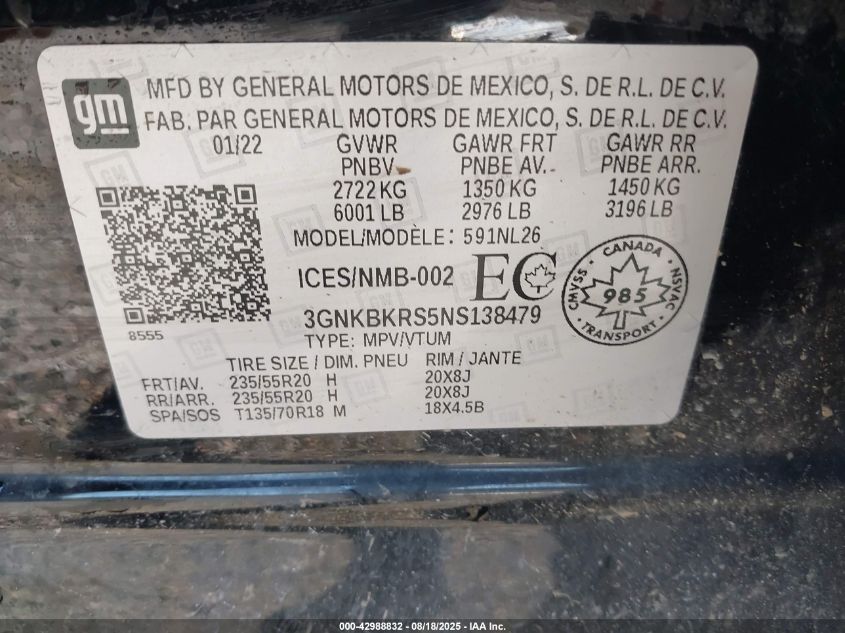 gm
MFD BY GENERAL MOTORS DE MEXICO, S. DE R.L. DE C.V.
FAB. PAR GENERAL MOTORS DE MEXICO, S. DE R.L. DE C.V.
01/22 GVWR GAWR FRT GAWR RR
PNBV PNBE AV. PNBE ARR.
2722 KG 1350 KG 1450 KG
6001 LB 2976 LB 3196 LB
MODEL/MODÈLE: 591NL26
ICES/NMB-002 EC
CANADA
CMVSS 985 NSVAC
TRANSPORT
3GNKBKRS5NS138479
8555
TYPE: MPV/VTUM
TIRE SIZE / DIM. PNEU RIM / JANTE
FRT/AV. 235/55R20 H 20X8J
RR/ARR. 235/55R20 H 20X8J
SPA/SOS T135/70R18 M 18X4.5B
000-42988832 - 08/18/2025 - IAA Inc.